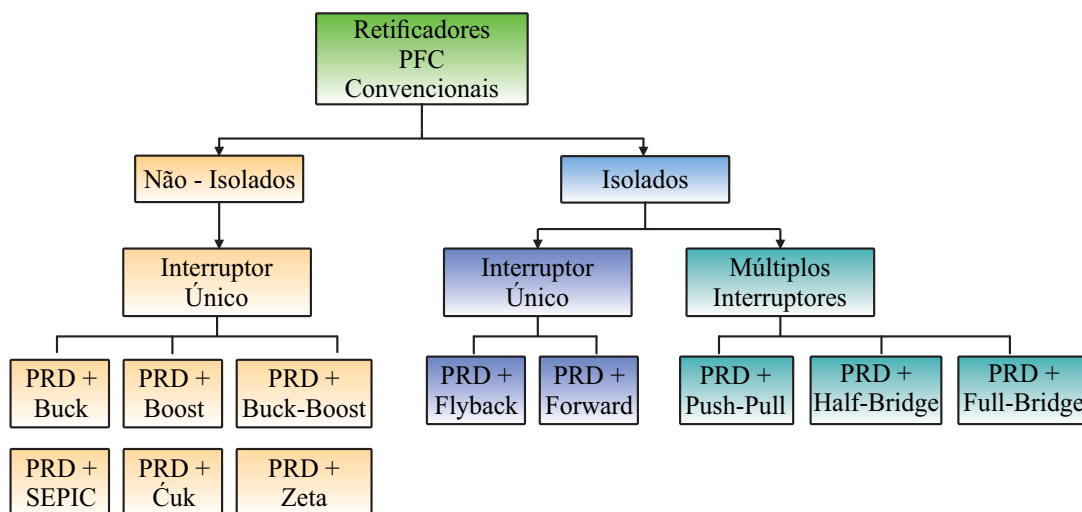 Retificadores
PFC
Convencionais
Não - Isolados
Isolados
Interruptor
Único
Interruptor
Único
Múltiplos
Interruptores
PRD +
Buck
PRD +
Boost
PRD +
Buck-Boost
PRD +
Flyback
PRD +
Forward
PRD +
Push-Pull
PRD +
Half-Bridge
PRD +
Full-Bridge
PRD +
SEPIC
PRD +
Ćuk
PRD +
Zeta